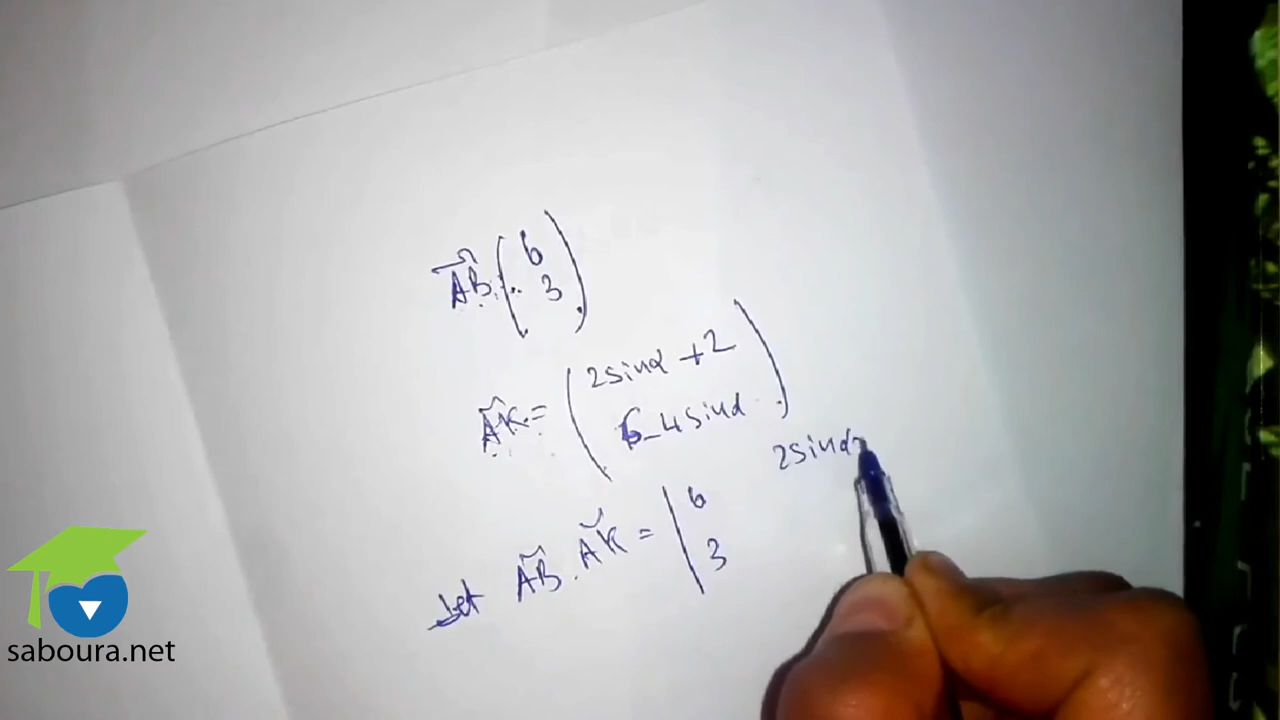 AB (6
3)
AK = (2sinα + 2
6 - 4sinα)
2sinα
det AB . AK = | 6
3
saboura.net